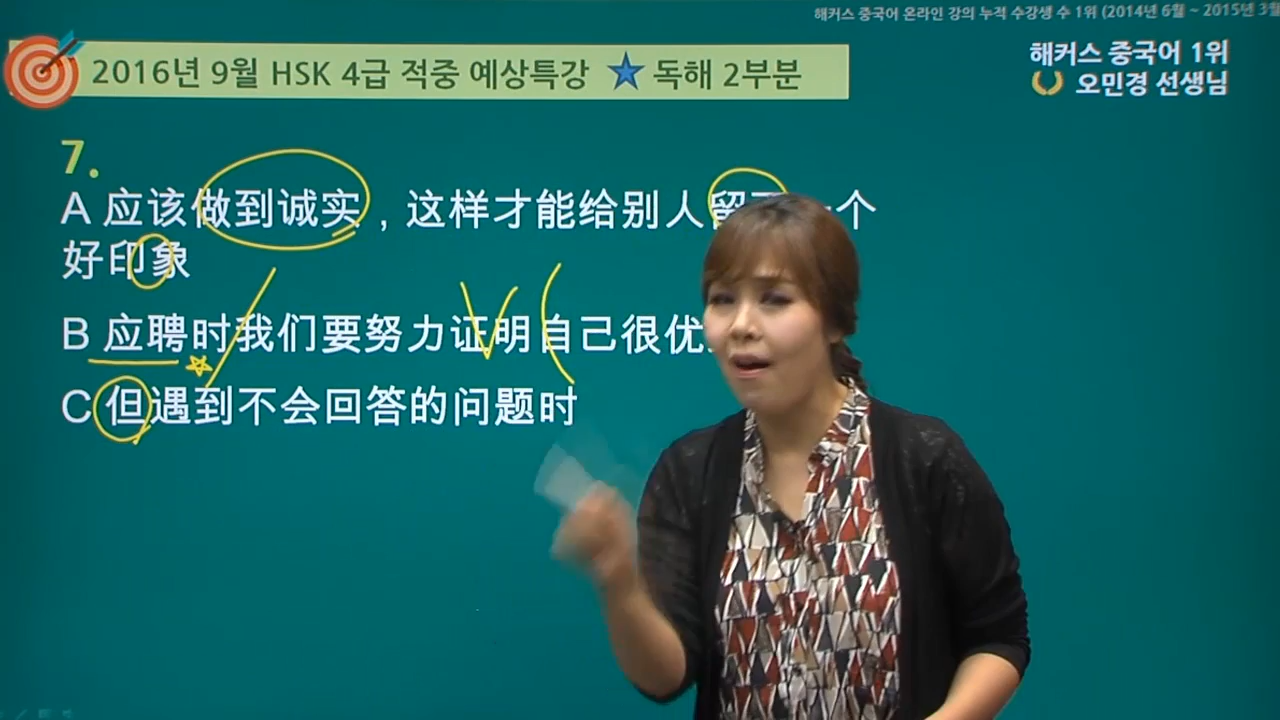 해커스 중국어 온라인 강의 누적 수강생 수 1위 (2014년 6월 ~ 2015년 3월
2016년 9월 HSK 4급 적중 예상특강 ★ 독해 2부분
해커스 중국어 1위
오민경 선생님
7.
A 应该做到诚实，这样才能给别人留 一个
好印象
B 应聘时我们要努力证明自己很优
C 但遇到不会回答的问题时